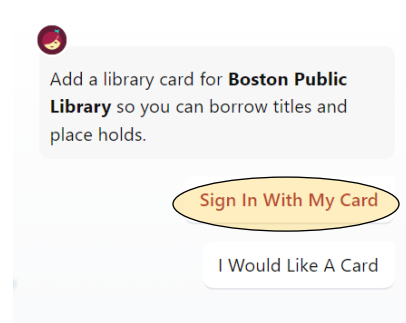 Add a library card for Boston Public
Library so you can borrow titles and
place holds.
Sign In With My Card
I Would Like A Card